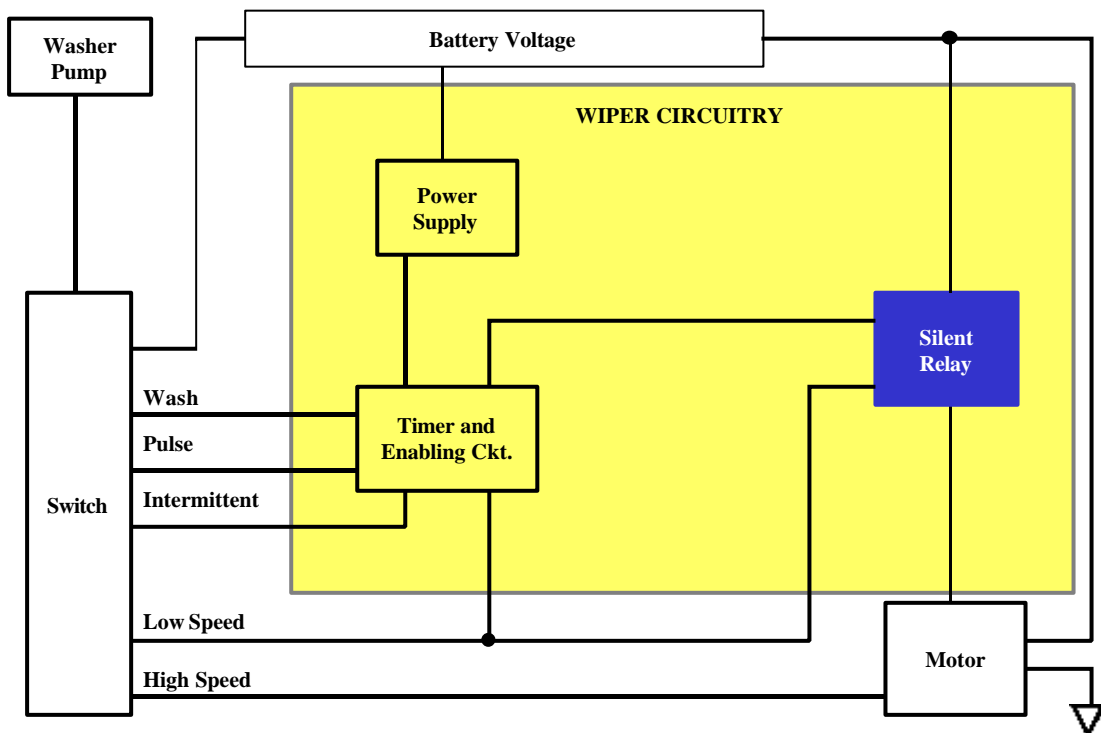 Washer
Pump
Battery Voltage
WIPER CIRCUITRY
Power
Supply
Silent
Relay
Wash
Timer and
Enabling Ckt.
Pulse
Intermittent
Switch
Low Speed
Motor
High Speed